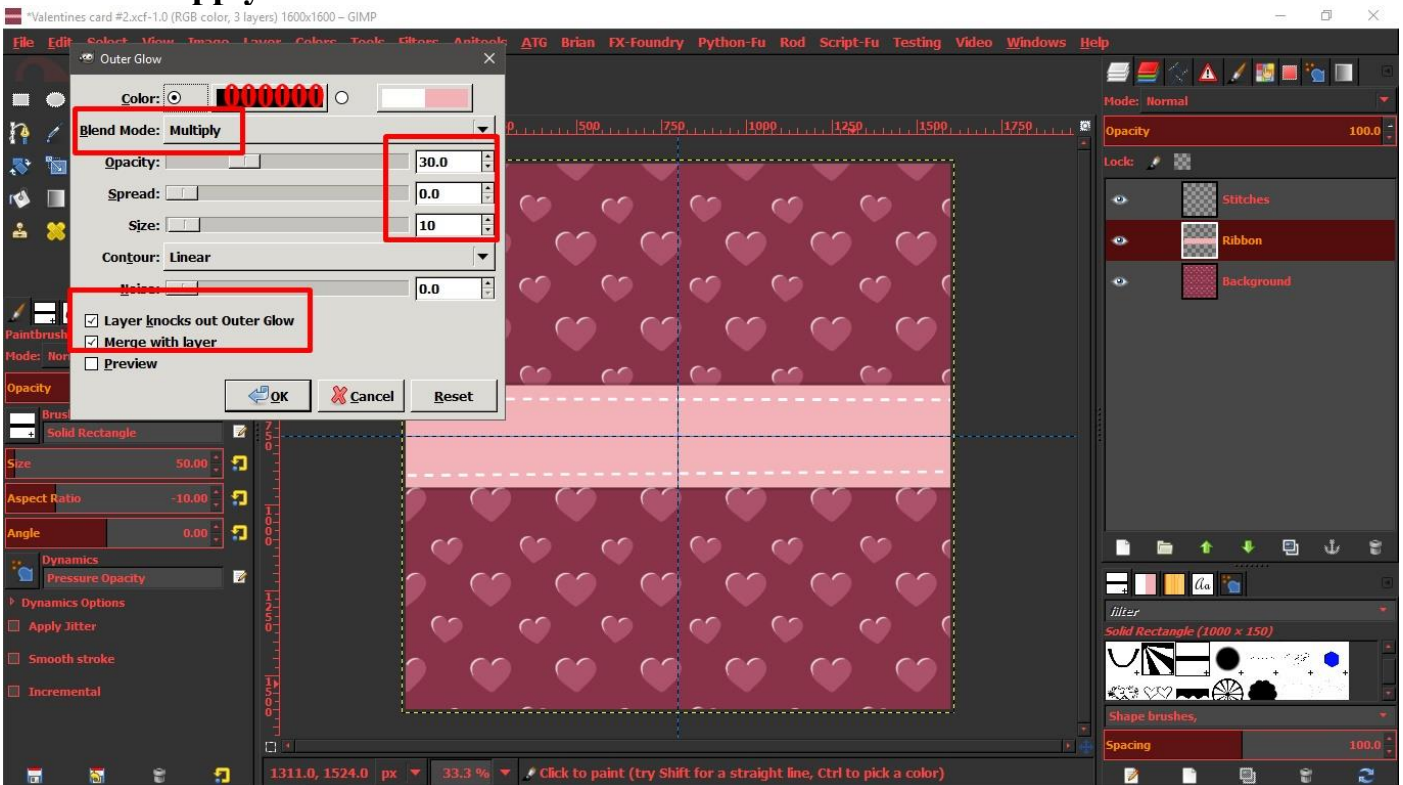 *Valentines card #2.xcf-1.0 (RGB color, 3 layers) 1600x1600 – GIMP
File Edit Select View Image Layer Colors Tools Filters Anitools ATG Brian FX-Foundry Python-Fu Rod Script-Fu Testing Video Windows Help
Outer Glow
Color: 000000
Blend Mode: Multiply
Opacity: 30.0
Spread: 0.0
Size: 10
Contour: Linear
Noise: 0.0
Layer knocks out Outer Glow
Merge with layer
Preview
OK Cancel Reset
500 750 1000 1250 1500 1750
750
1000
1250
1500
Paintbrush
Mode:
Opacity
Solid Rectangle
Size 50.00
Aspect Ratio -10.00
Angle 0.00
Dynamics
Pressure Opacity
Dynamics Options
Apply Jitter
Smooth stroke
Incremental
1311.0, 1524.0 px 33.3 % Click to paint (try Shift for a straight line, Ctrl to pick a color)
Mode: Normal
Opacity 100.0
Lock:
Stitches
Ribbon
Background
Aa
filter
Solid Rectangle (1000 × 150)
Shape brushes,
Spacing 100.0